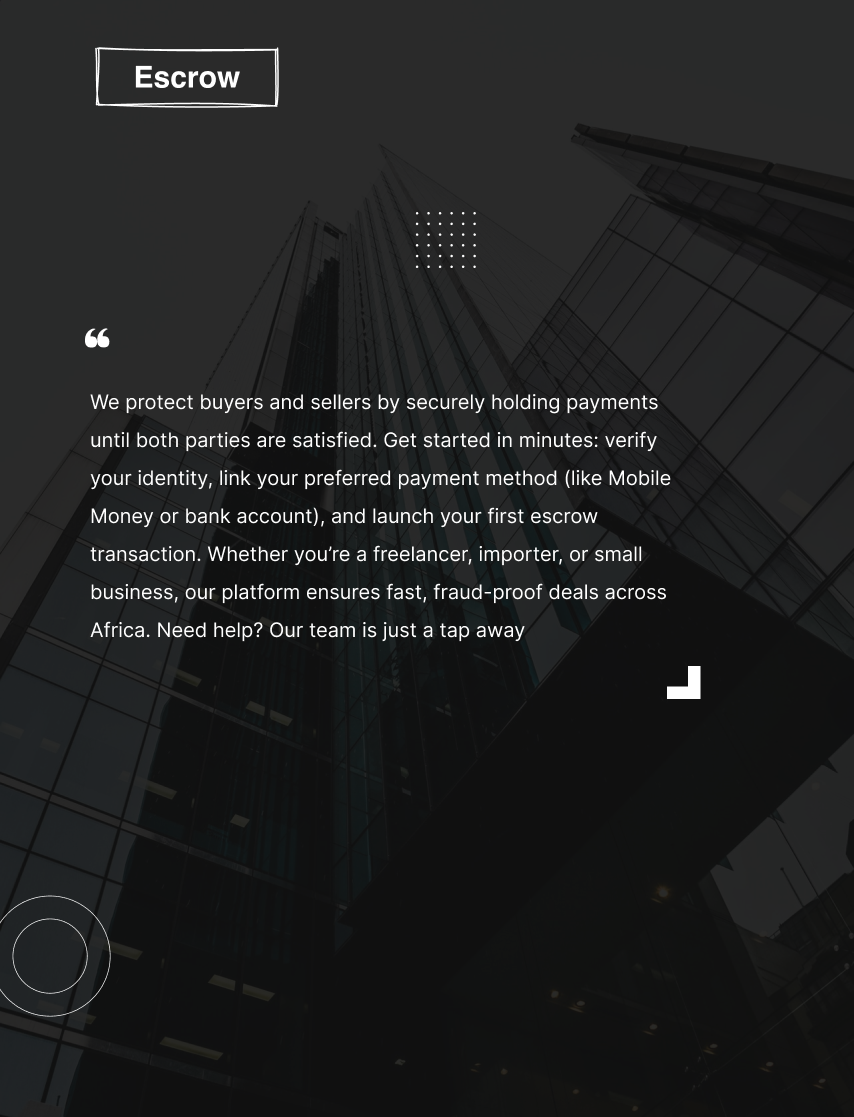 Escrow
“
We protect buyers and sellers by securely holding payments
until both parties are satisfied. Get started in minutes: verify
your identity, link your preferred payment method (like Mobile
Money or bank account), and launch your first escrow
transaction. Whether you’re a freelancer, importer, or small
business, our platform ensures fast, fraud-proof deals across
Africa. Need help? Our team is just a tap away